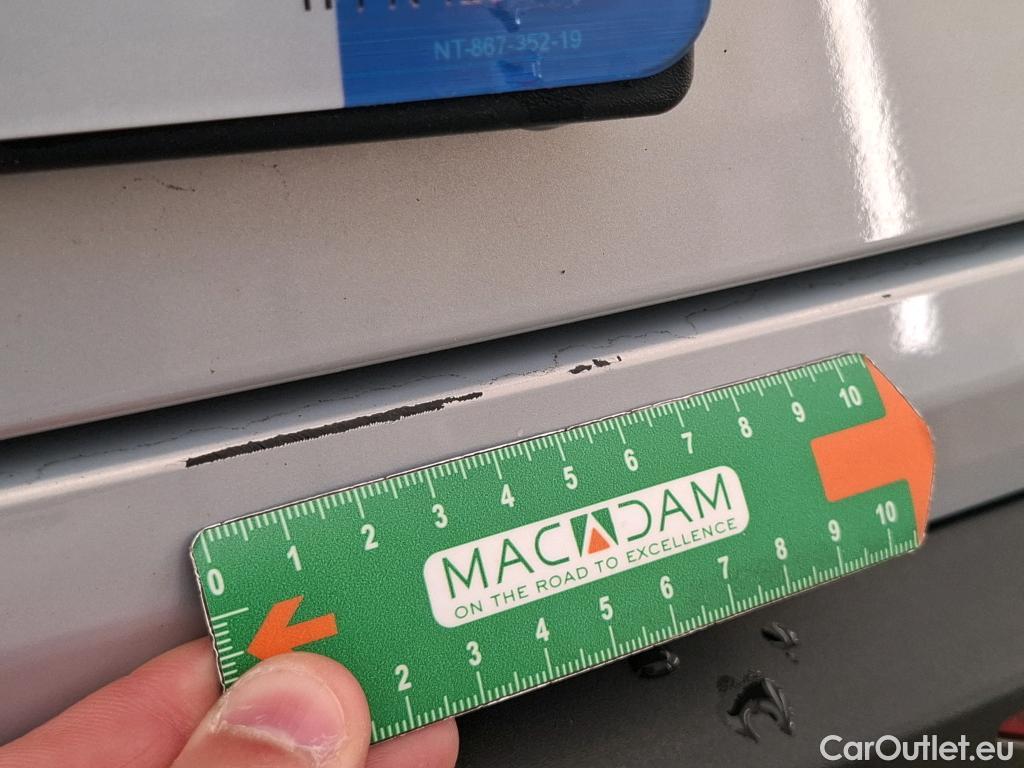 NT-867-352-19
0 1 2 3 4 5 6 7 8 9 10
MACADAM
ON THE ROAD TO EXCELLENCE
2 3 4 5 6 7 8 9 10
CarOutlet.eu